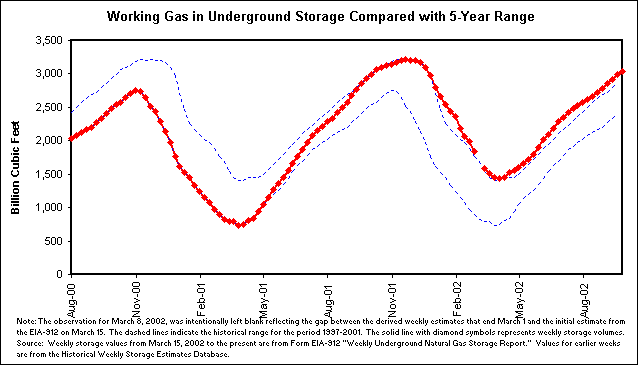 Working Gas in Underground Storage Compared with 5-Year Range
Billion Cubic Feet
3,500
3,000
2,500
2,000
1,500
1,000
500
0
Aug-00
Nov-00
Feb-01
May-01
Aug-01
Nov-01
Feb-02
May-02
Aug-02
Note: The observation for March 8, 2002, was intentionally left blank reflecting the gap between the derived weekly estimates that end March 1 and the initial estimate from
the EIA-912 on March 15. The dashed lines indicate the historical range for the period 1997-2001. The solid line with diamond symbols represents weekly storage volumes.
Source: Weekly storage values from March 15, 2002 to the present are from Form EIA-912 "Weekly Underground Natural Gas Storage Report." Values for earlier weeks
are from the Historical Weekly Storage Estimates Database.